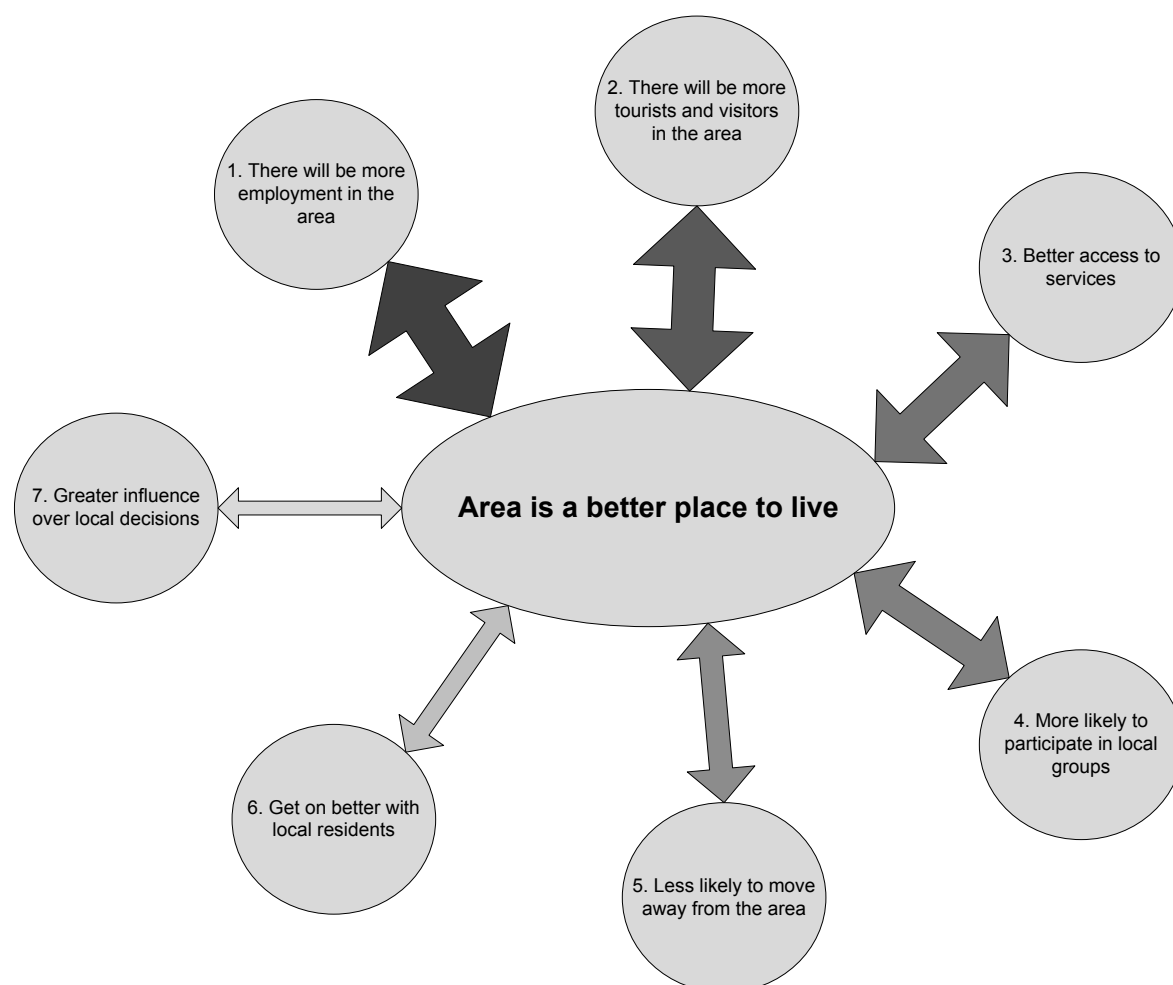 1. There will be more
employment in the
area
2. There will be more
tourists and visitors
in the area
3. Better access to
services
Area is a better place to live
4. More likely to
participate in local
groups
5. Less likely to move
away from the area
6. Get on better with
local residents
7. Greater influence
over local decisions